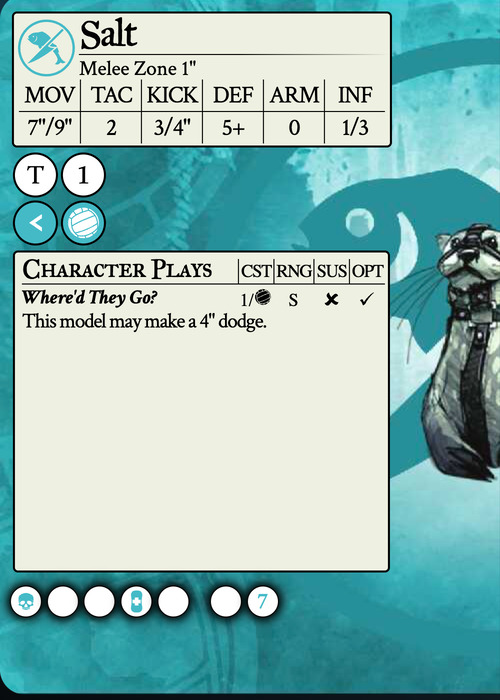 Salt
Melee Zone 1"
MOV TAC KICK DEF ARM INF
7"/9" 2 3/4" 5+ 0 1/3
T 1
<
CHARACTER PLAYS CST RNG SUS OPT
Where'd They Go? 1/ S ✘ ✓
This model may make a 4" dodge.
7